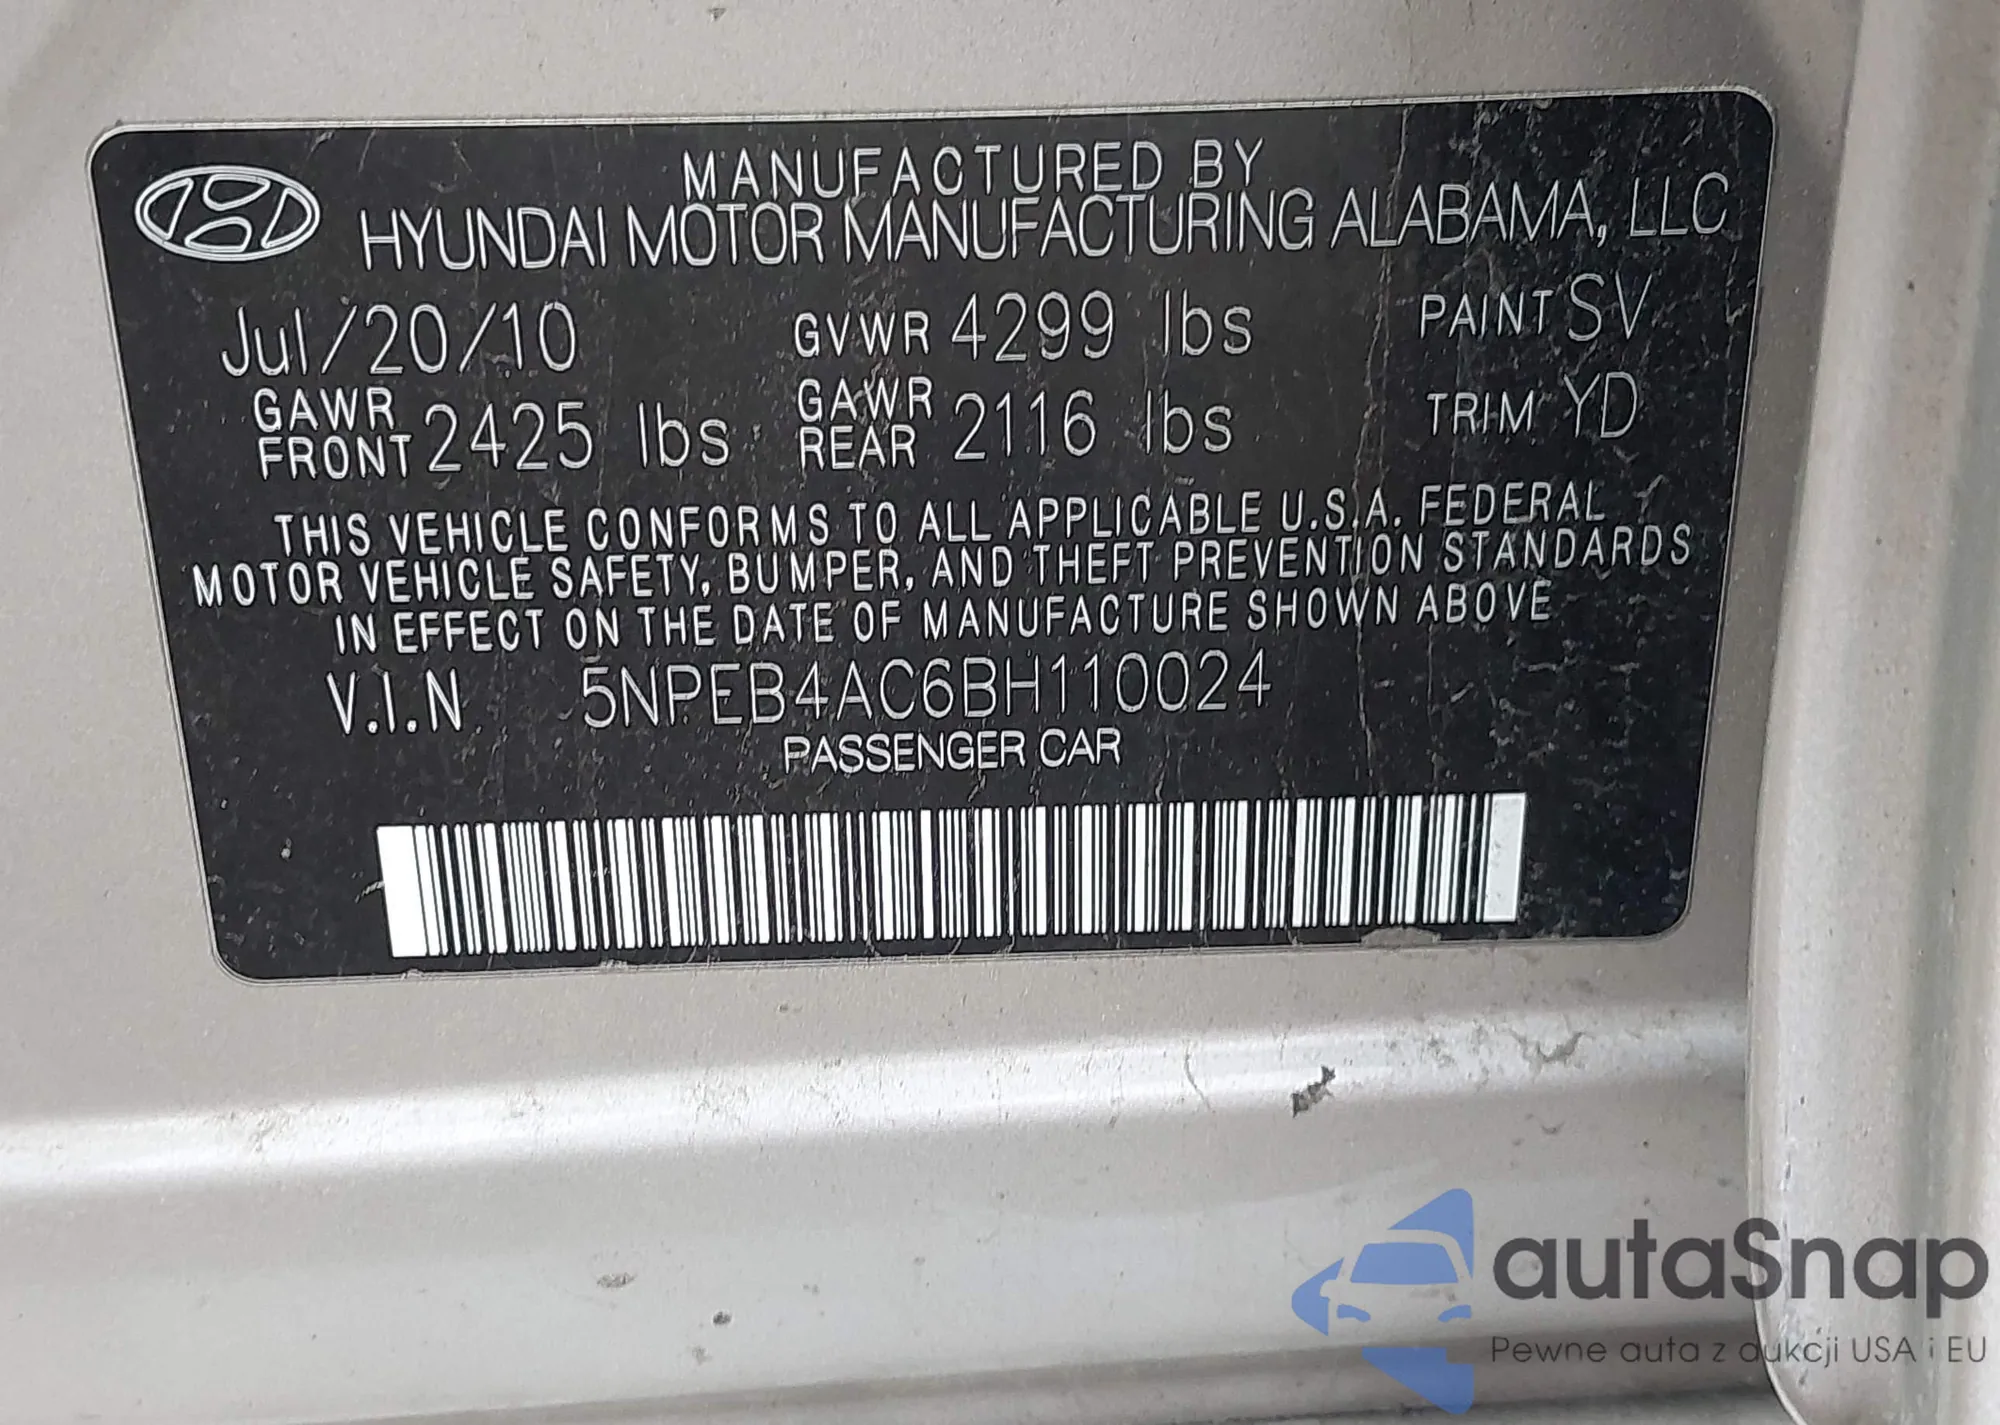 MANUFACTURED BY
HYUNDAI MOTOR MANUFACTURING ALABAMA, LLC
Jul/20/10 GVWR 4299 lbs PAINT SV
GAWR FRONT 2425 lbs GAWR REAR 2116 lbs TRIM YD
THIS VEHICLE CONFORMS TO ALL APPLICABLE U.S.A. FEDERAL
MOTOR VEHICLE SAFETY, BUMPER, AND THEFT PREVENTION STANDARDS
IN EFFECT ON THE DATE OF MANUFACTURE SHOWN ABOVE
V.I.N 5NPEB4AC6BH110024
PASSENGER CAR
autaSnap
Pewne auta z aukcji USA i EU